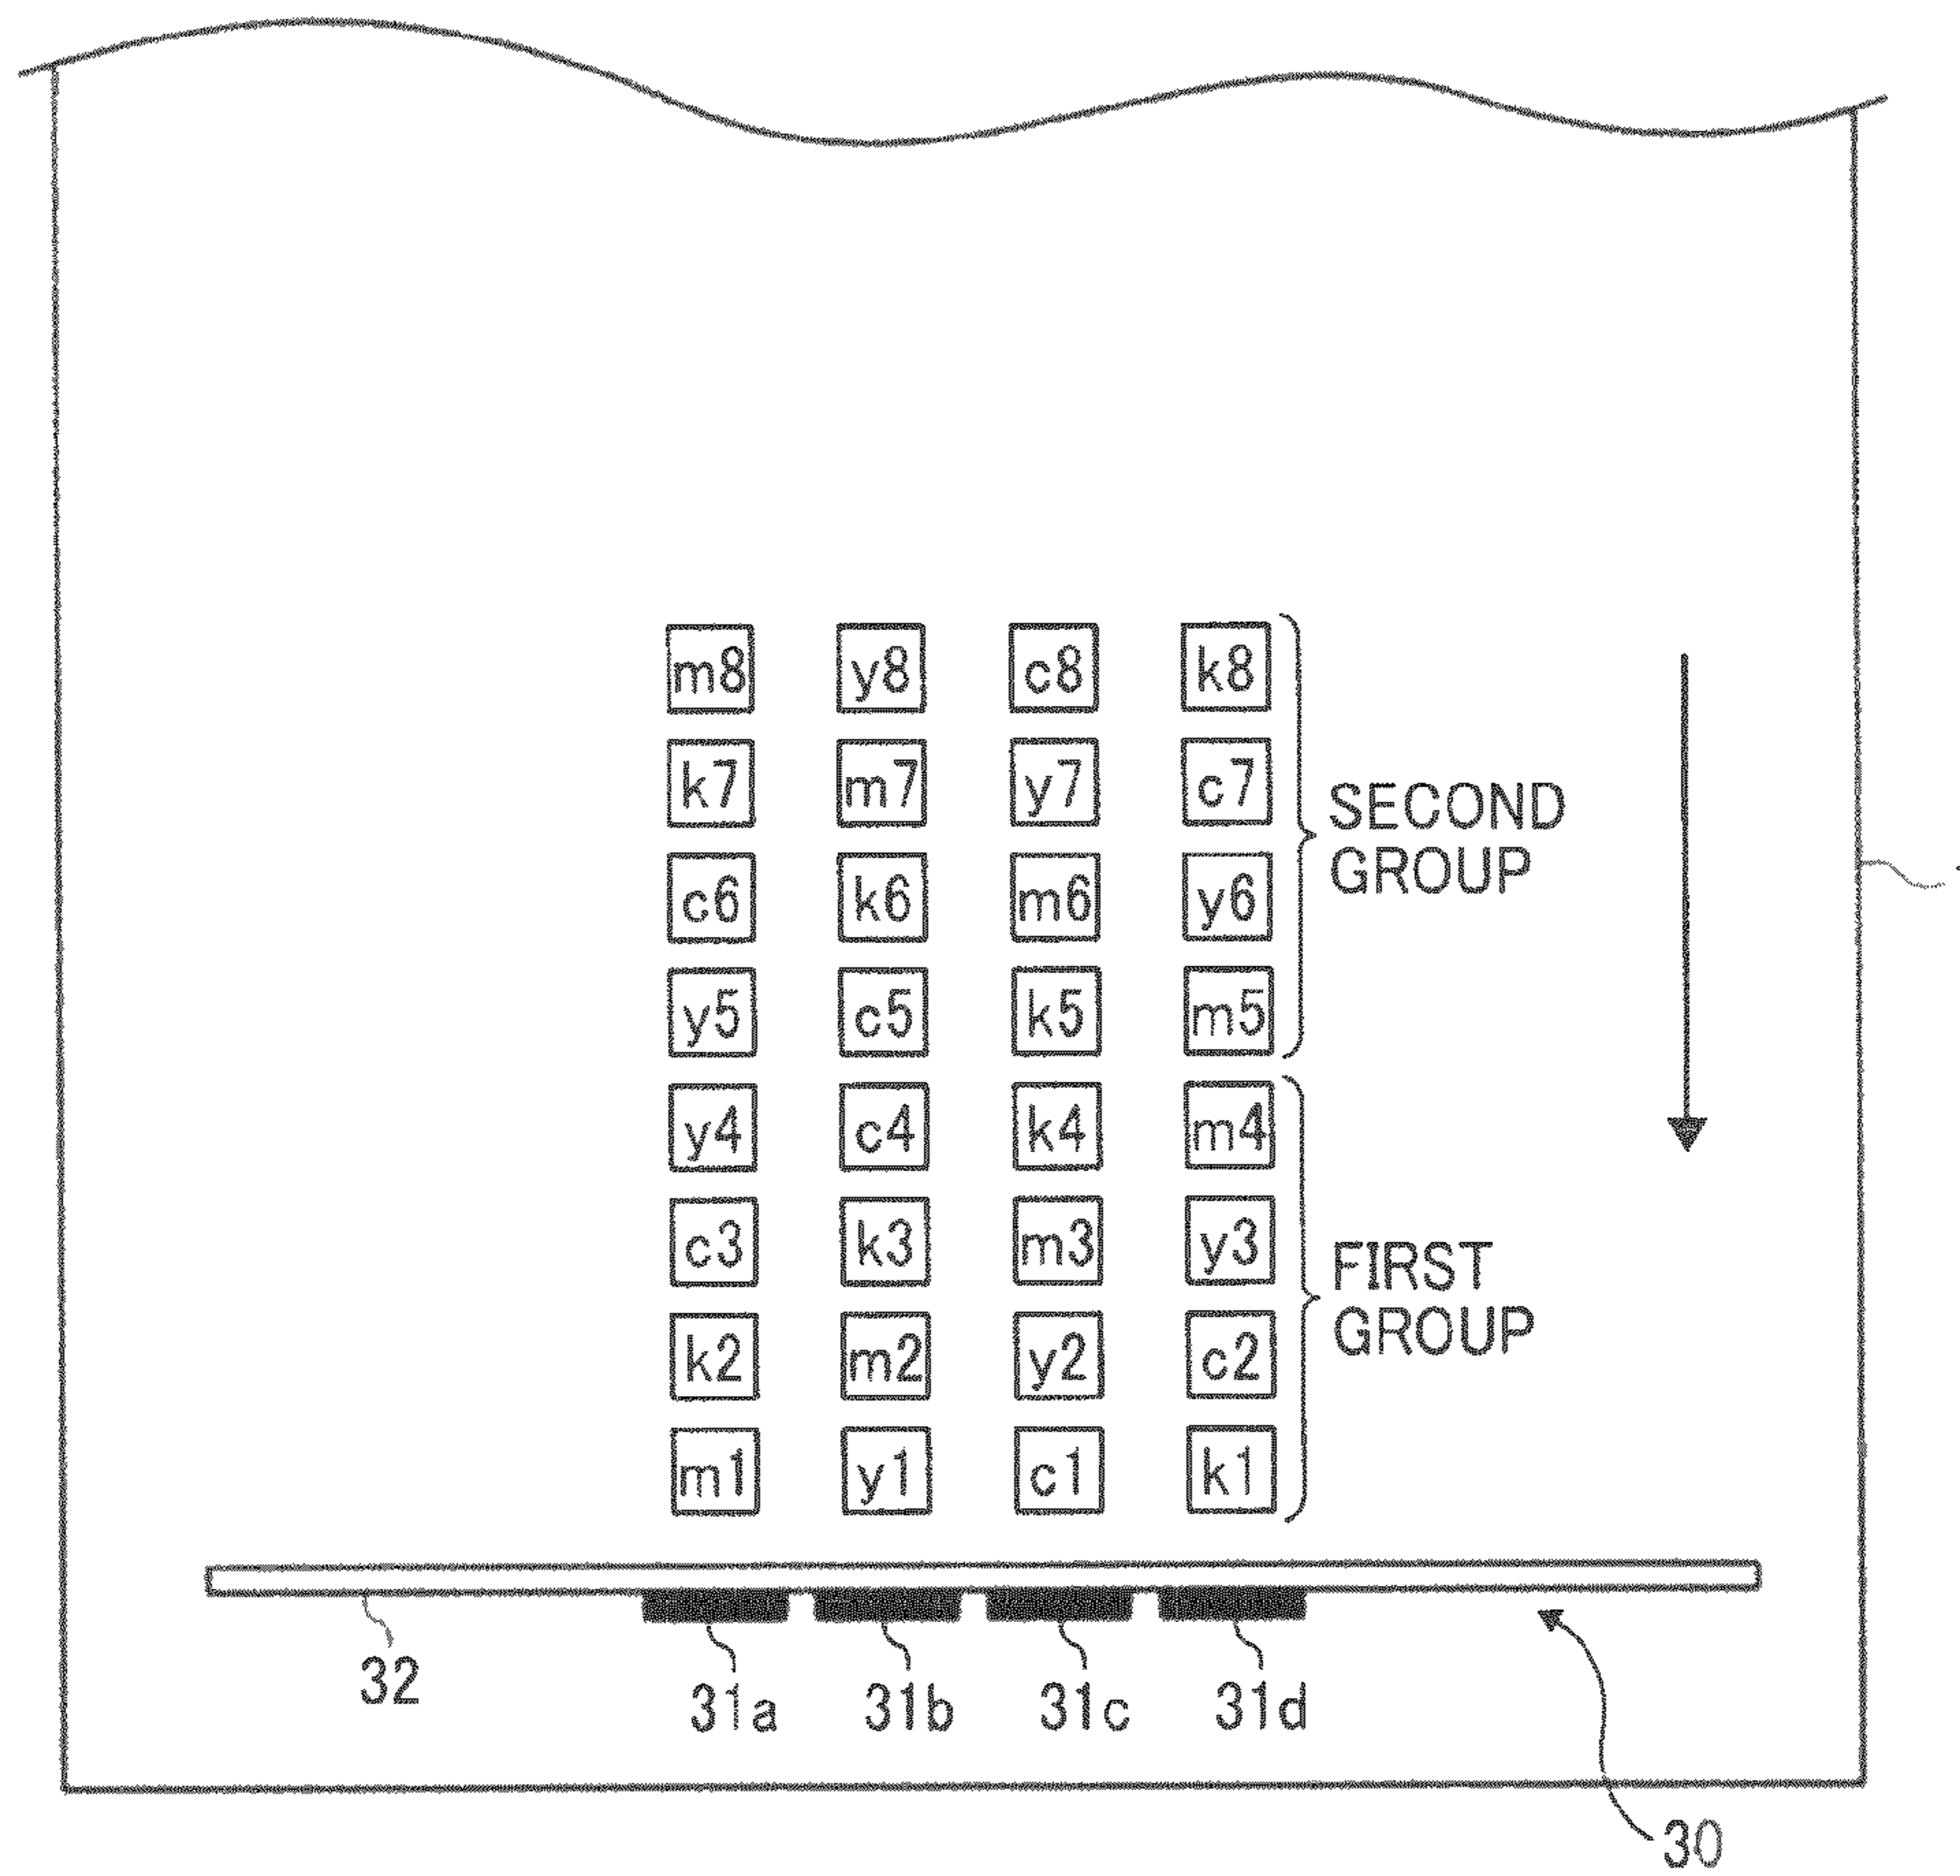 m8 y8 c8 k8
k7 m7 y7 c7
SECOND
GROUP
c6 k6 m6 y6
y5 c5 k5 m5
y4 c4 k4 m4
c3 k3 m3 y3
FIRST
GROUP
k2 m2 y2 c2
m1 y1 c1 k1
32
31a 31b 31c 31d
30